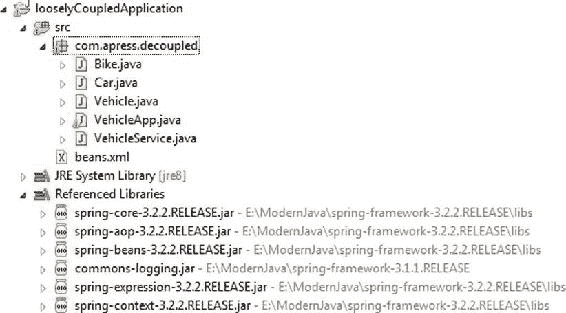 looselyCoupledApplication
src
com.apress.decoupled
Bike.java
Car.java
Vehicle.java
VehicleApp.java
VehicleService.java
beans.xml
JRE System Library [jre8]
Referenced Libraries
spring-core-3.2.2.RELEASE.jar - E:\ModernJava\spring-framework-3.2.2.RELEASE\libs
spring-aop-3.2.2.RELEASE.jar - E:\ModernJava\spring-framework-3.2.2.RELEASE\libs
spring-beans-3.2.2.RELEASE.jar - E:\ModernJava\spring-framework-3.2.2.RELEASE\libs
commons-logging.jar - E:\ModernJava\spring-framework-3.1.1.RELEASE
spring-expression-3.2.2.RELEASE.jar - E:\ModernJava\spring-framework-3.2.2.RELEASE\libs
spring-context-3.2.2.RELEASE.jar - E:\ModernJava\spring-framework-3.2.2.RELEASE\libs